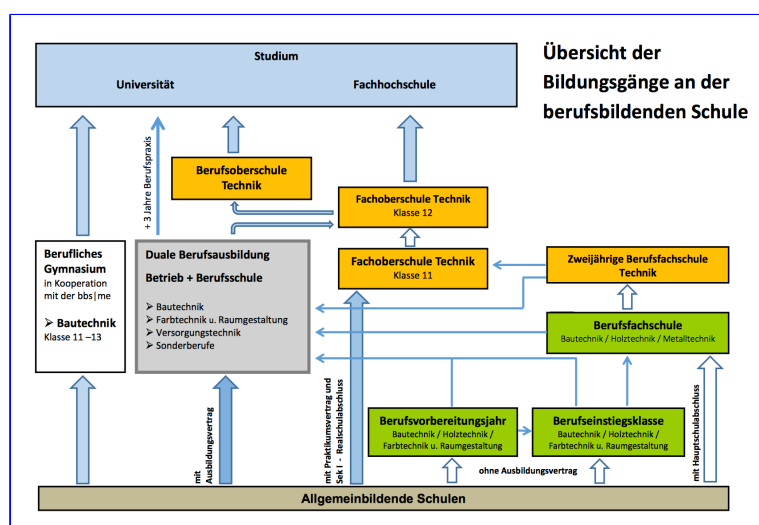 Übersicht der
Bildungsgänge an der
berufsbildenden Schule
Studium
Universität
Fachhochschule
+ 3 Jahre Berufspraxis
Berufsoberschule
Technik
Fachoberschule Technik
Klasse 12
Berufliches
Gymnasium
in Kooperation
mit der bbs|me
➢ Bautechnik
Klasse 11 –13
Duale Berufsausbildung
Betrieb + Berufsschule
➢ Bautechnik
➢ Farbtechnik u. Raumgestaltung
➢ Versorgungstechnik
➢ Sonderberufe
Fachoberschule Technik
Klasse 11
Zweijährige Berufsfachschule
Technik
Berufsfachschule
Bautechnik / Holztechnik / Metalltechnik
Berufsvorbereitungsjahr
Bautechnik / Holztechnik /
Farbtechnik u. Raumgestaltung
Berufseinstiegsklasse
Bautechnik / Holztechnik /
Farbtechnik u. Raumgestaltung
mit
Ausbildungsvertrag
mit Praktikumsvertrag und
Sek I - Realschulabschluss
ohne Ausbildungsvertrag
mit Hauptschulabschluss
Allgemeinbildende Schulen